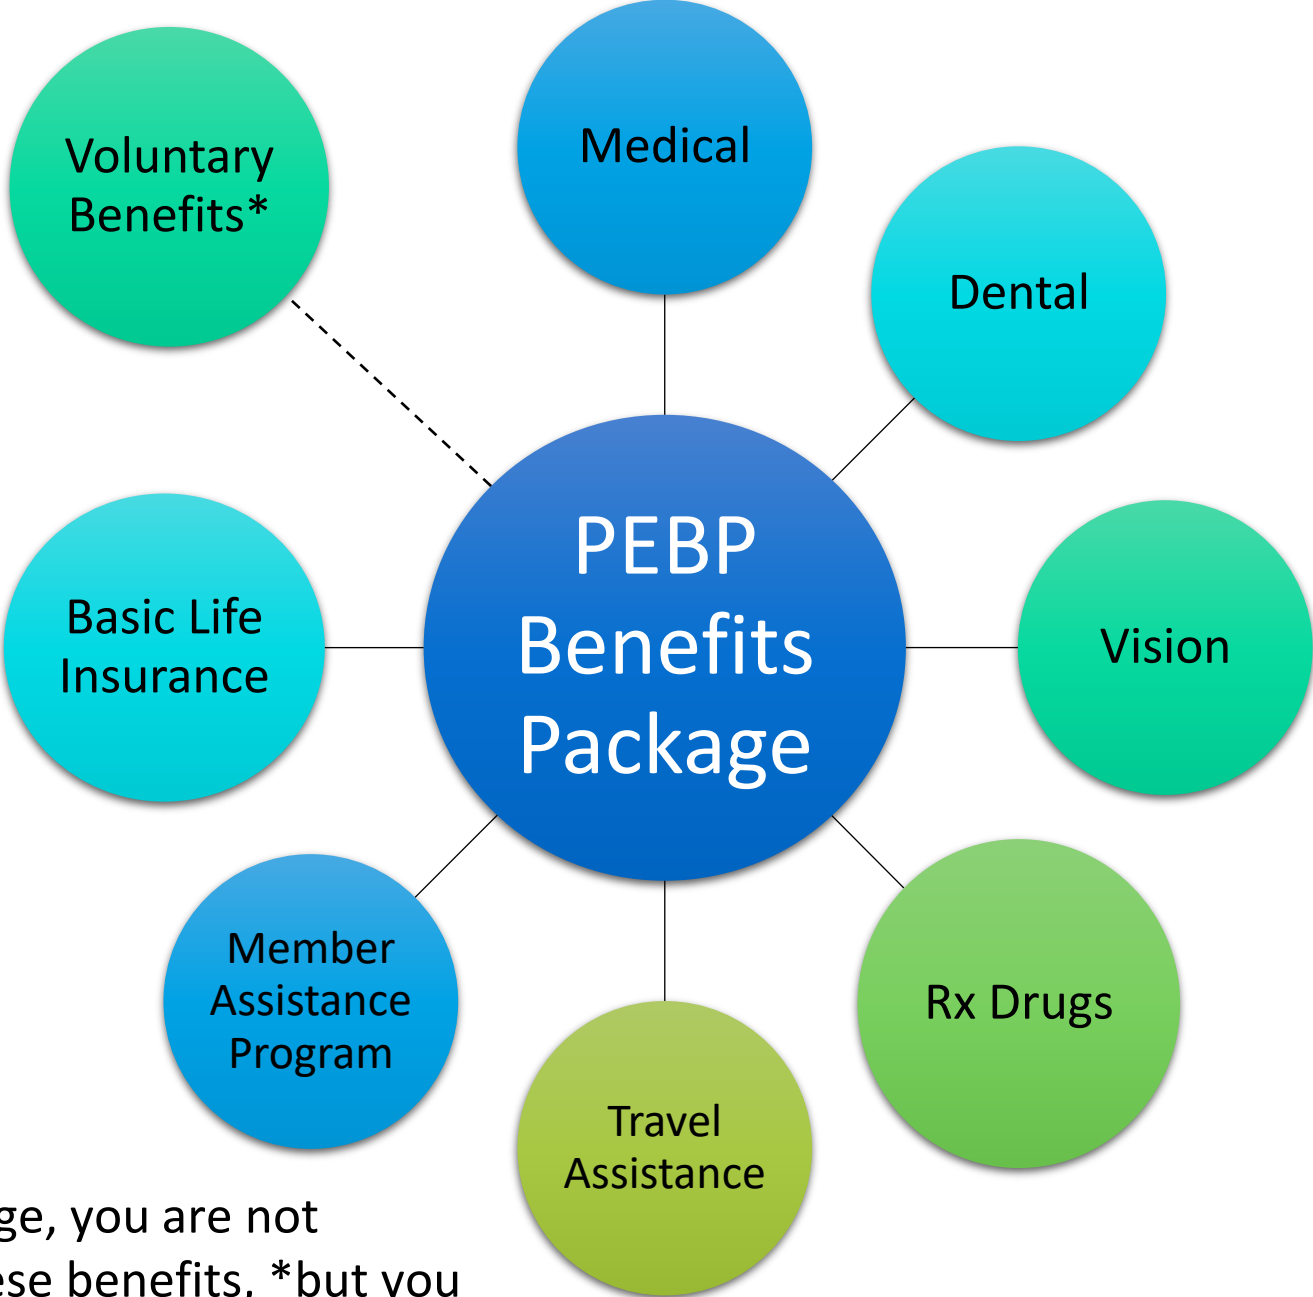 Voluntary
Benefits*
Medical
Dental
PEBP
Benefits
Package
Basic Life
Insurance
Vision
Member
Assistance
Program
Rx Drugs
Travel
Assistance
ge, you are not
ese benefits, *but you